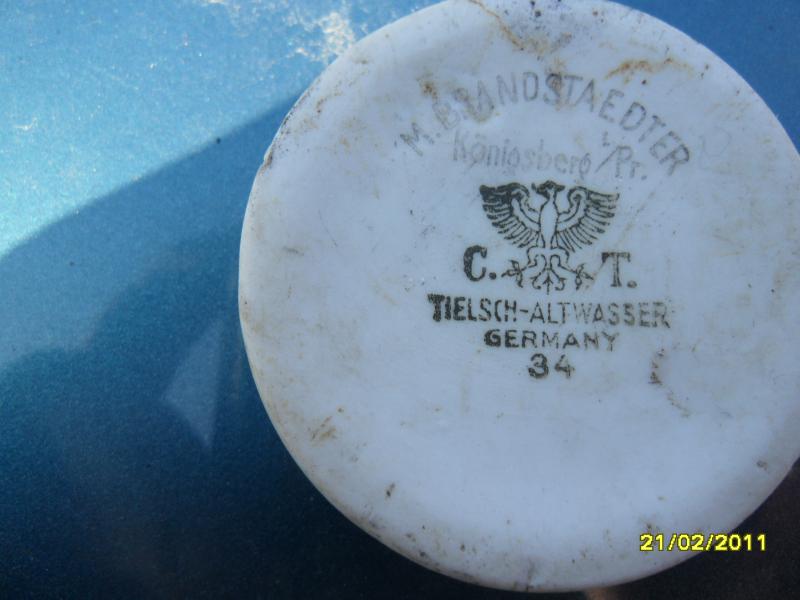 M. BRANDSTAEDTER
Königsberg i/Pr.
C. T.
TIELSCH-ALTWASSER
GERMANY
34
21/02/2011